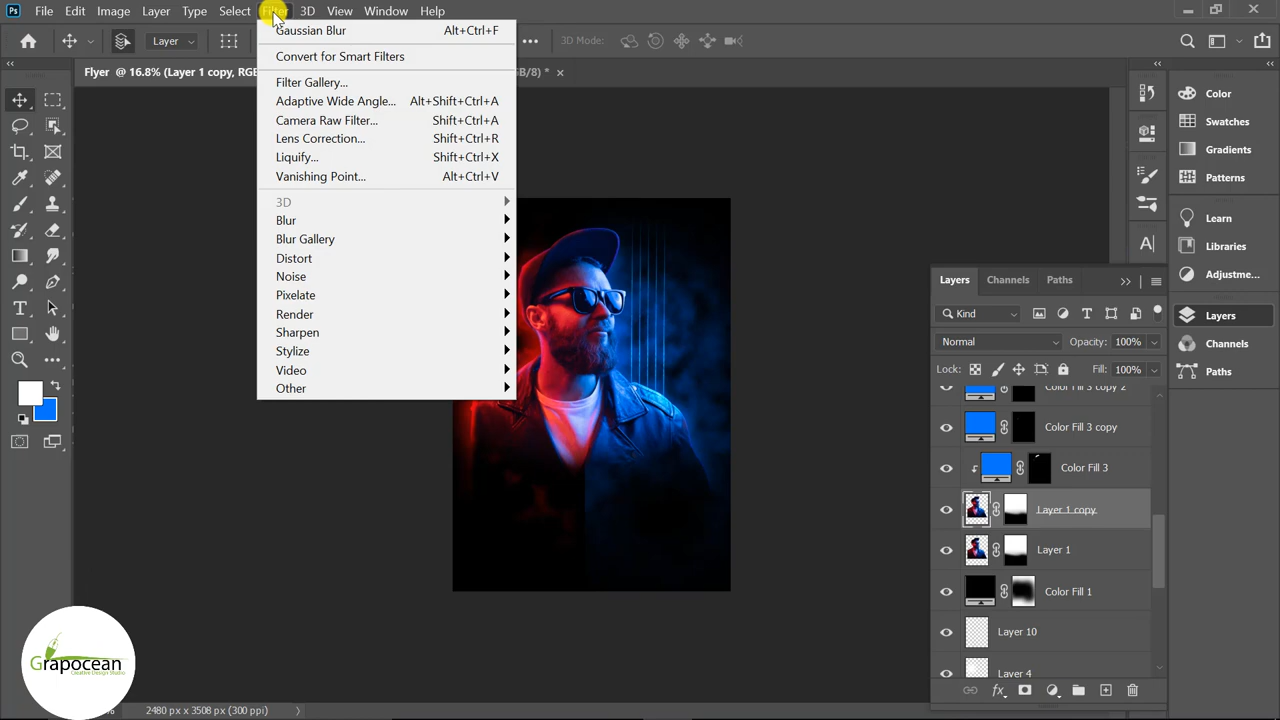 Ps File Edit Image Layer Type Select Filter 3D View Window Help
Layer 3D Mode:
Flyer @ 16.8% (Layer 1 copy, RGB/8) *
Gaussian Blur Alt+Ctrl+F
Convert for Smart Filters
Filter Gallery...
Adaptive Wide Angle... Alt+Shift+Ctrl+A
Camera Raw Filter... Shift+Ctrl+A
Lens Correction... Shift+Ctrl+R
Liquify... Shift+Ctrl+X
Vanishing Point... Alt+Ctrl+V
3D
Blur
Blur Gallery
Distort
Noise
Pixelate
Render
Sharpen
Stylize
Video
Other
Color
Swatches
Gradients
Patterns
Learn
Libraries
Adjustme...
Layers
Channels
Paths
Layers Channels Paths
Kind
Normal Opacity: 100%
Lock: Fill: 100%
Color Fill 3 copy 2
Color Fill 3 copy
Color Fill 3
Layer 1 copy
Layer 1
Color Fill 1
Layer 10
Layer 4
fx
Grapocean
Creative Design Studio
2480 px x 3508 px (300 ppi)